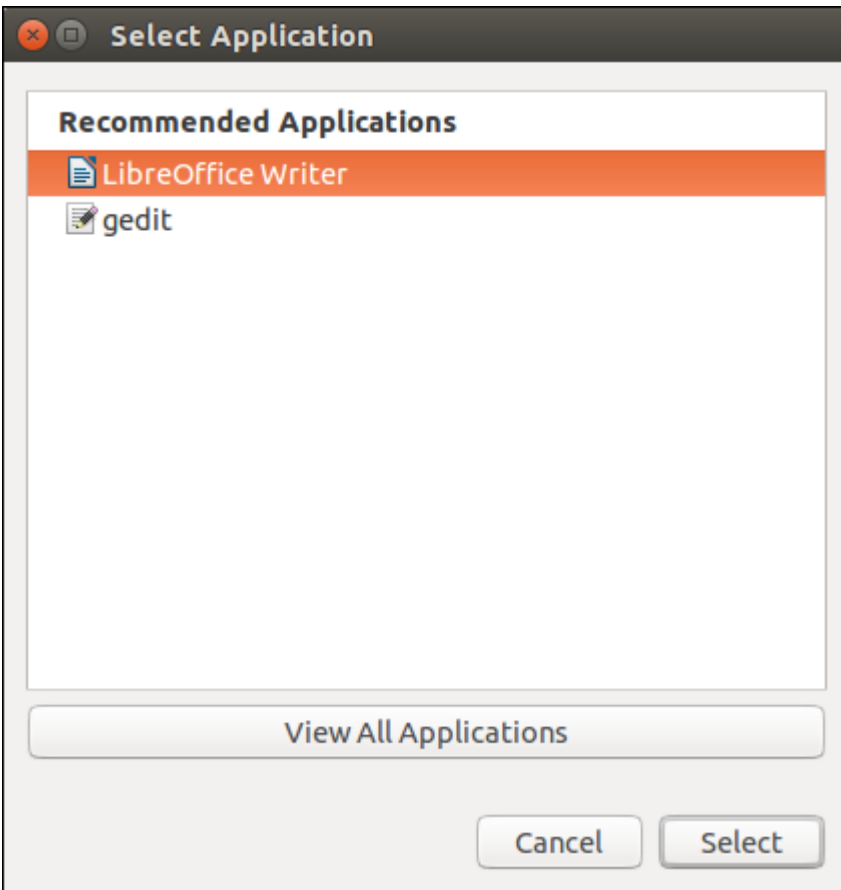 Select Application
Recommended Applications
LibreOffice Writer
gedit
View All Applications
Cancel Select